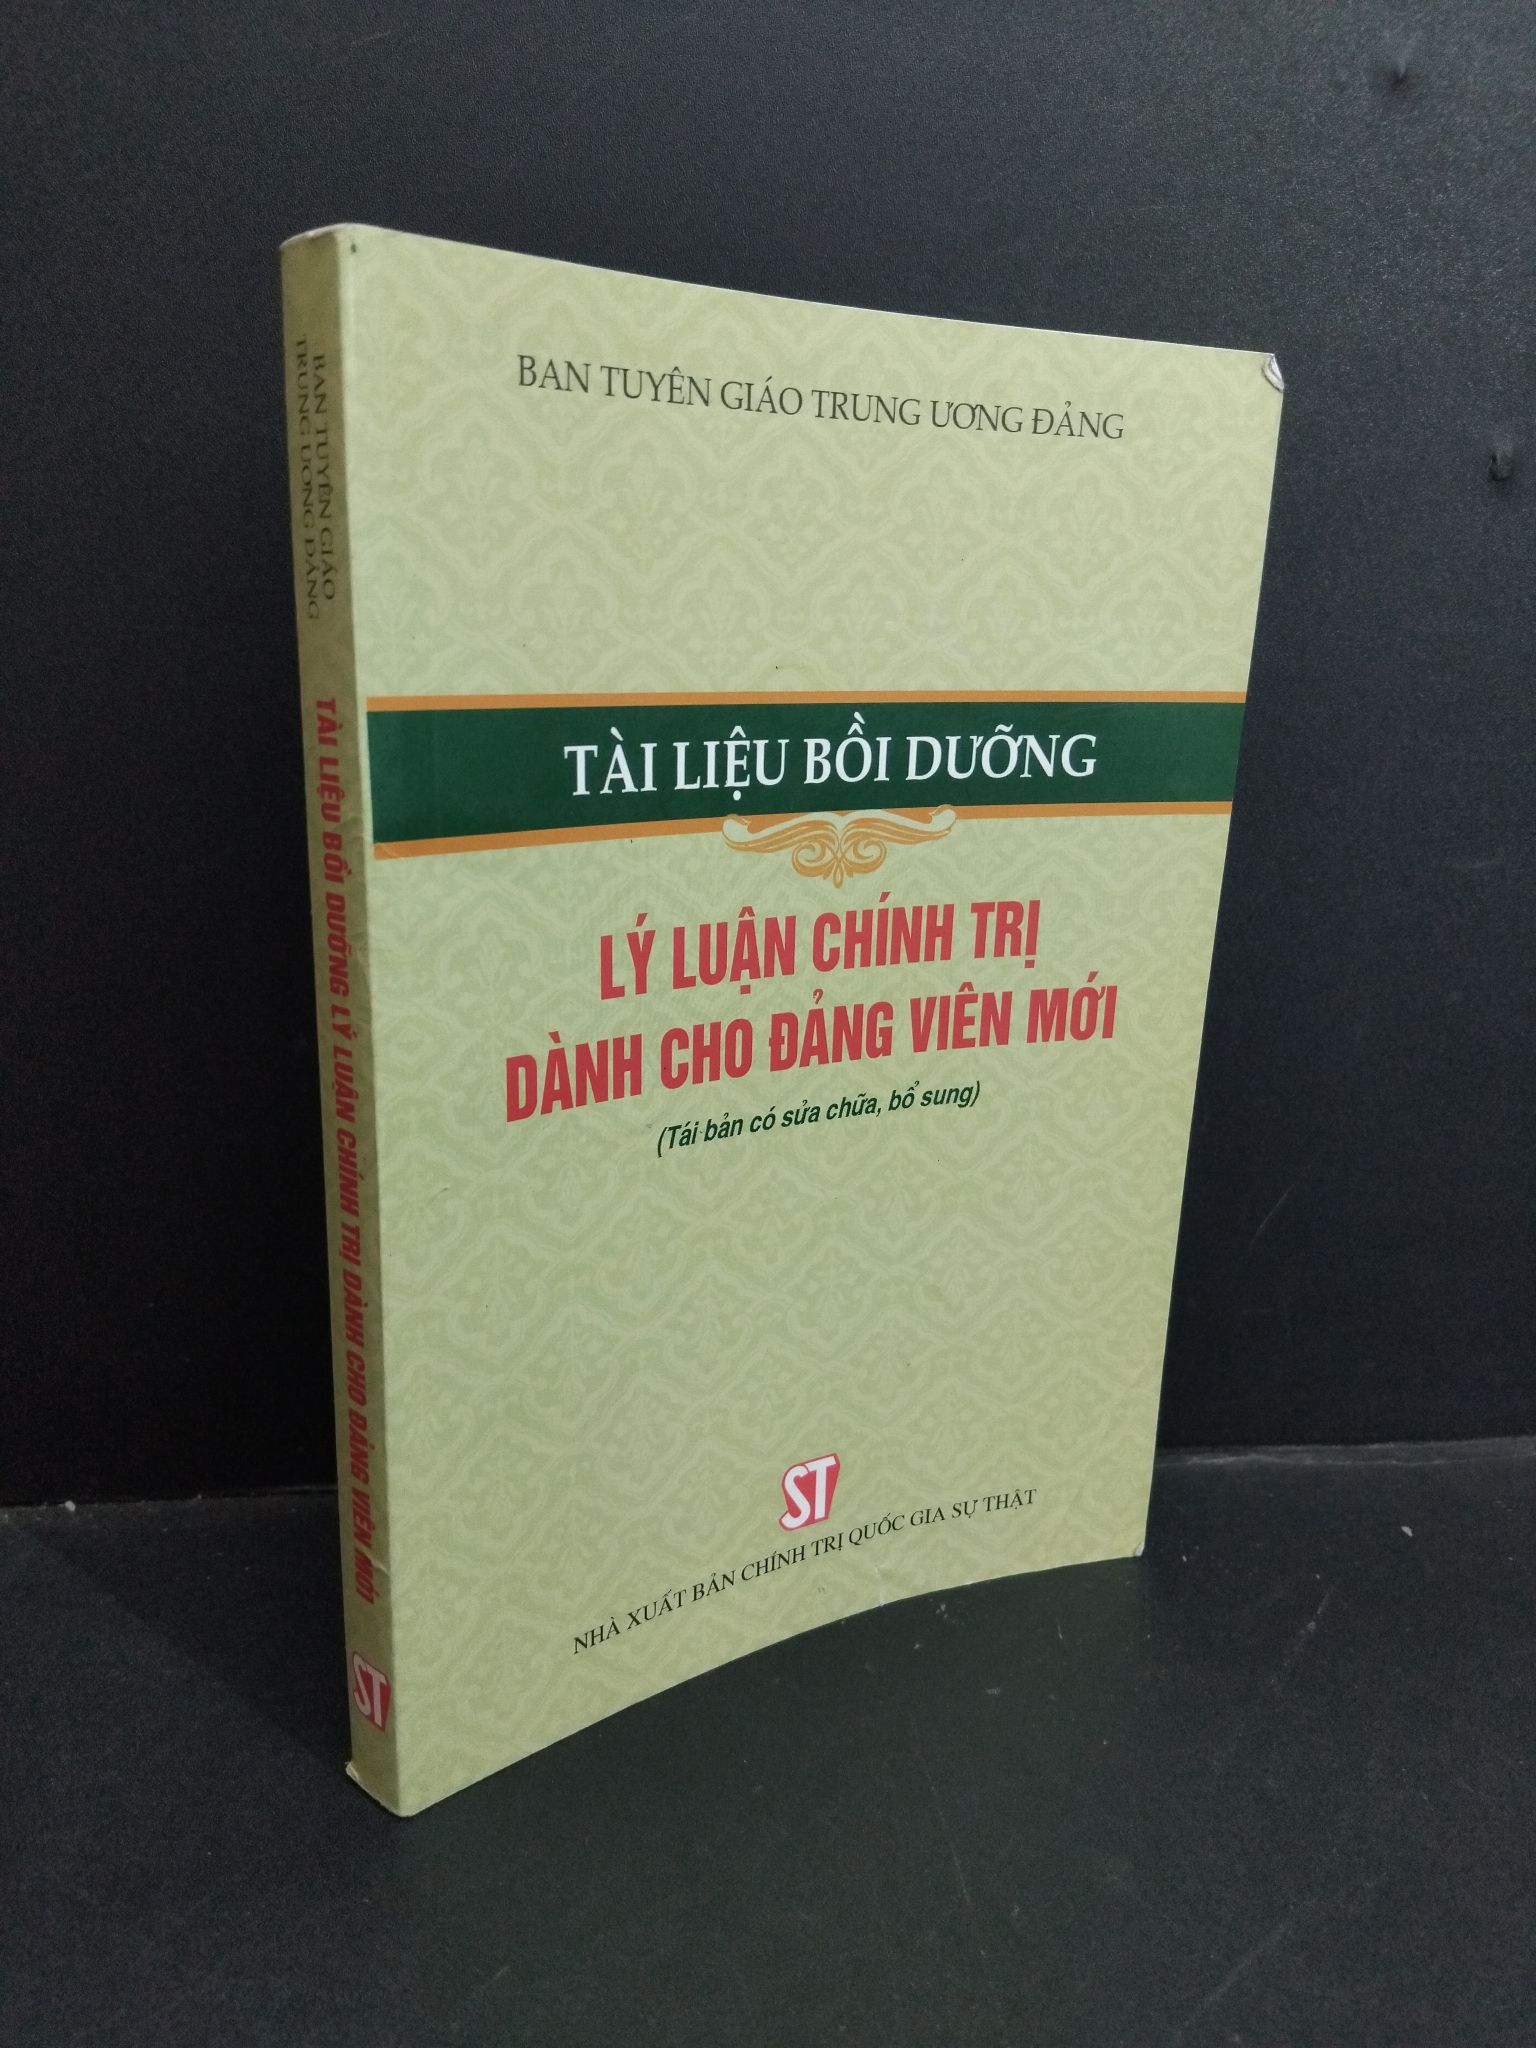 BAN TUYÊN GIÁO TRUNG ƯƠNG ĐẢNG
TÀI LIỆU BỒI DƯỠNG
LÝ LUẬN CHÍNH TRỊ
DÀNH CHO ĐẢNG VIÊN MỚI
(Tái bản có sửa chữa, bổ sung)
ST
NHÀ XUẤT BẢN CHÍNH TRỊ QUỐC GIA SỰ THẬT
BAN TUYÊN GIÁO
TRUNG ƯƠNG ĐẢNG
TÀI LIỆU BỒI DƯỠNG LÝ LUẬN CHÍNH TRỊ DÀNH CHO ĐẢNG VIÊN MỚI
ST